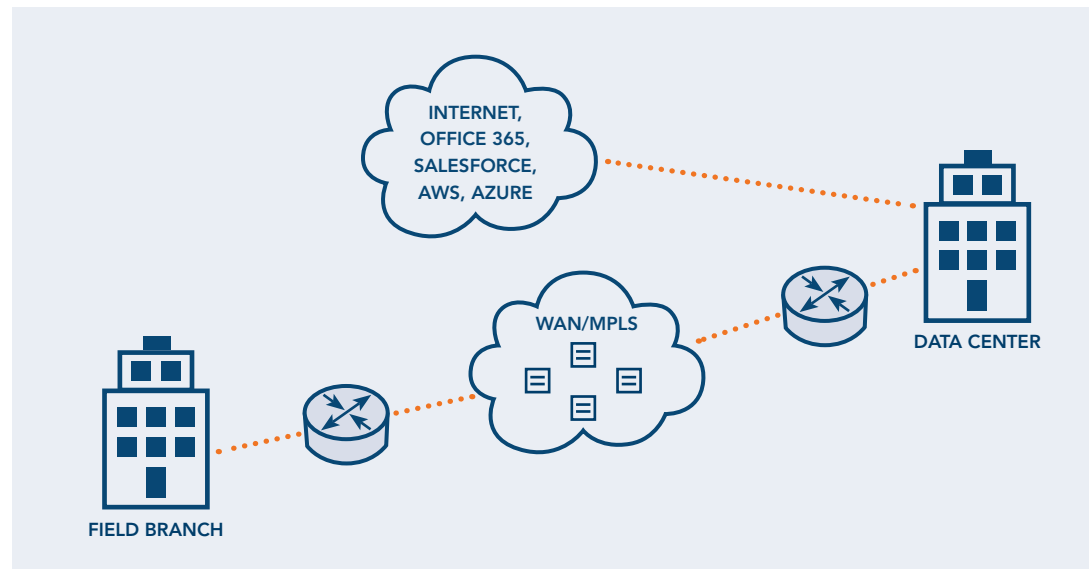 INTERNET,
OFFICE 365,
SALESFORCE,
AWS, AZURE
WAN/MPLS
DATA CENTER
FIELD BRANCH